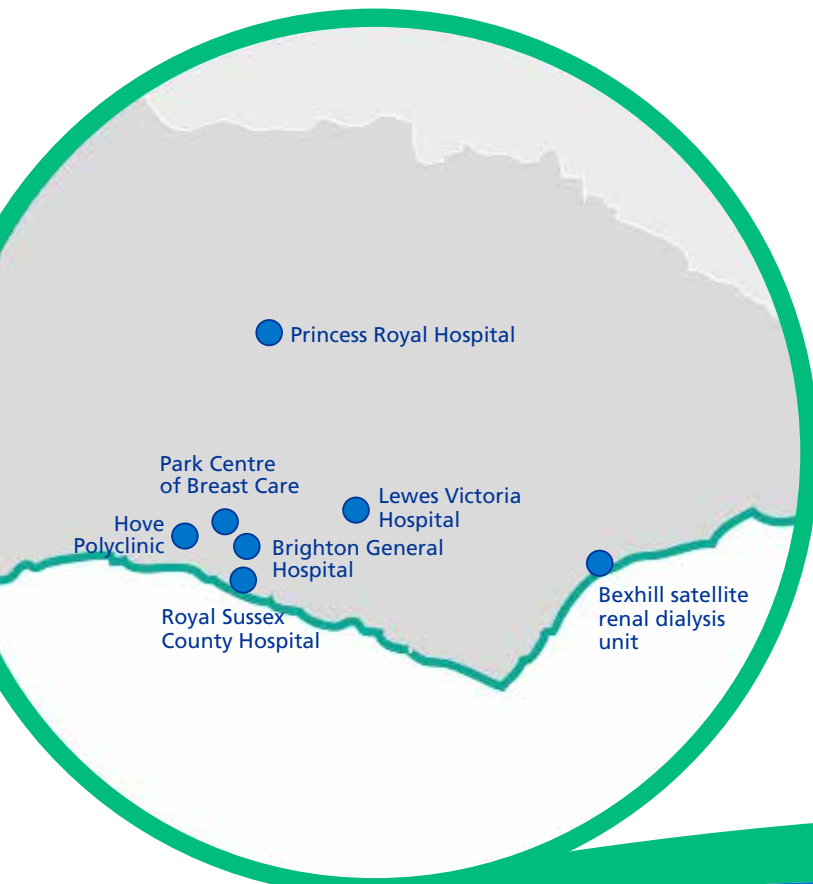 Princess Royal Hospital
Park Centre
of Breast Care
Lewes Victoria
Hospital
Hove
Polyclinic
Brighton General
Hospital
Royal Sussex
County Hospital
Bexhill satellite
renal dialysis
unit